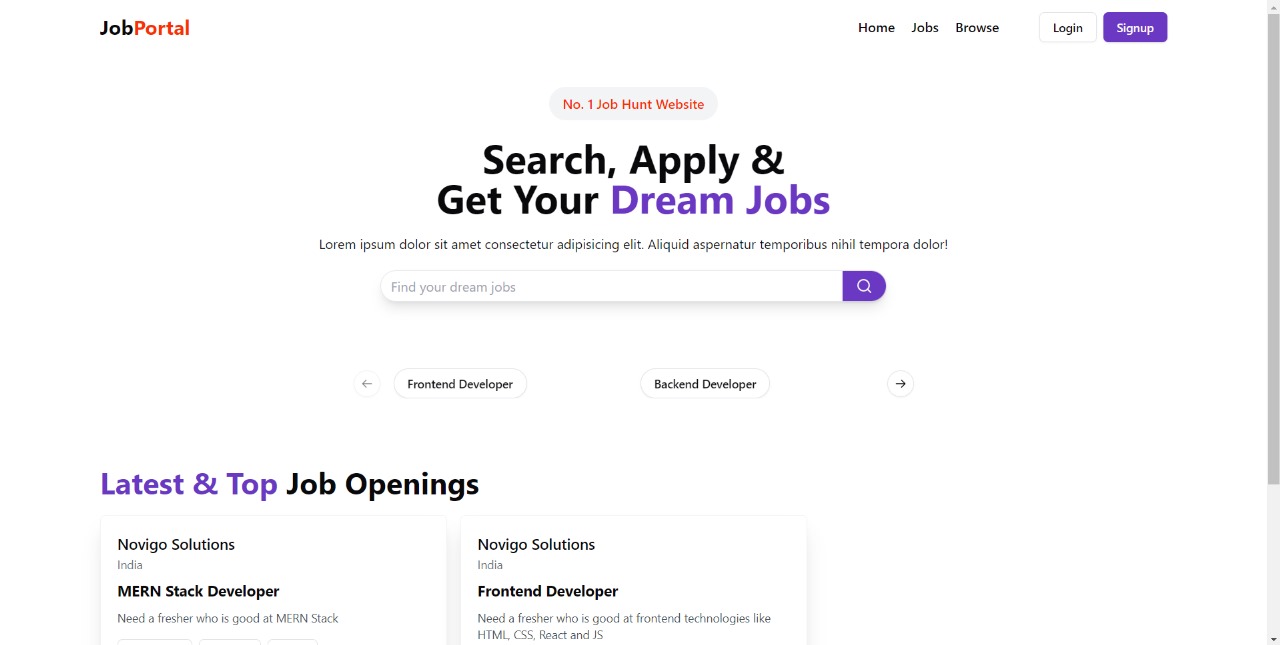 JobPortal
Home Jobs Browse Login Signup
No. 1 Job Hunt Website
Search, Apply &
Get Your Dream Jobs
Lorem ipsum dolor sit amet consectetur adipisicing elit. Aliquid aspernatur temporibus nihil tempora dolor!
Find your dream jobs
Frontend Developer Backend Developer
Latest & Top Job Openings
Novigo Solutions
India
MERN Stack Developer
Need a fresher who is good at MERN Stack
Novigo Solutions
India
Frontend Developer
Need a fresher who is good at frontend technologies like
HTML, CSS, React and JS